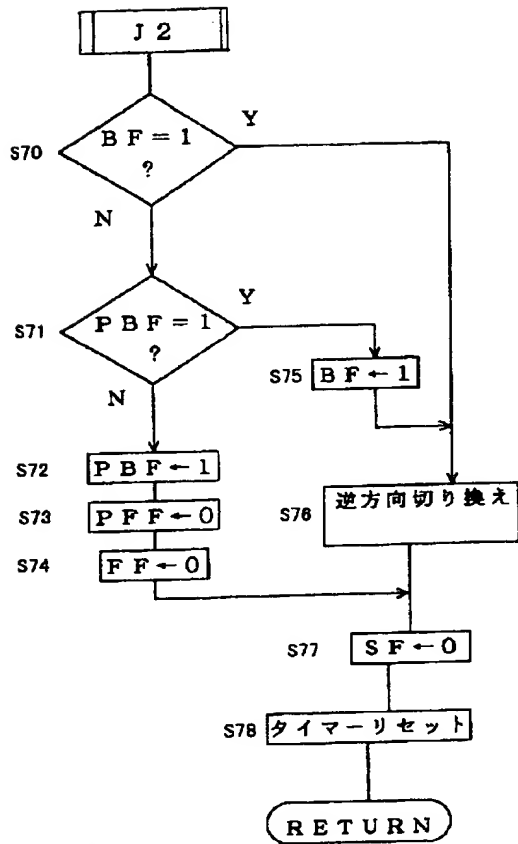 J2
S70
BF=1
?
Y
N
S71
PBF=1
?
Y
N
S75
BF←1
S72
PBF←1
S73
PFF←0
S74
FF←0
S76
逆方向切り換え
S77
SF←0
S78
タイマーリセット
RETURN